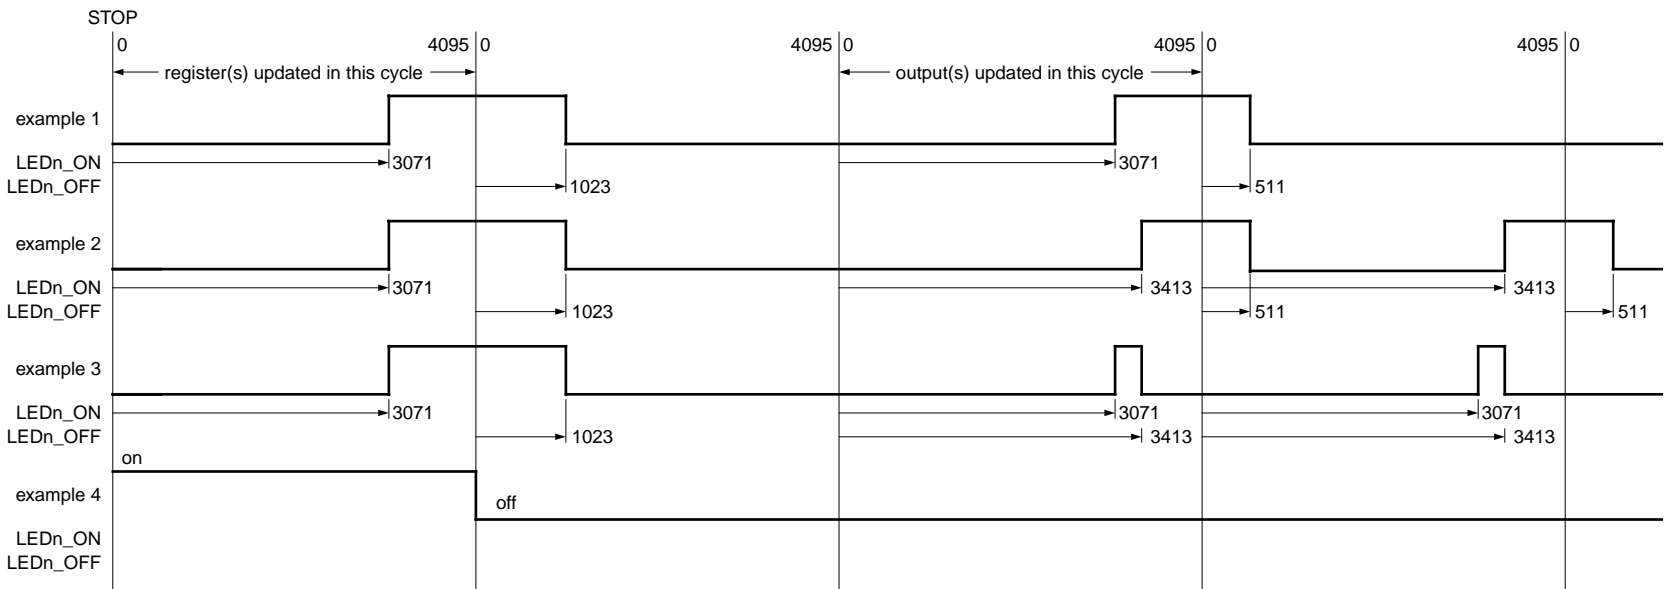 STOP
0 4095 0 4095 0 4095 0 4095 0
register(s) updated in this cycle output(s) updated in this cycle
example 1
LEDn_ON 3071 3071
LEDn_OFF 1023 511
example 2
LEDn_ON 3071 3413 3413
LEDn_OFF 1023 511 511
example 3
LEDn_ON 3071 3071 3071
LEDn_OFF 1023 3413 3413
on
example 4 off
LEDn_ON
LEDn_OFF